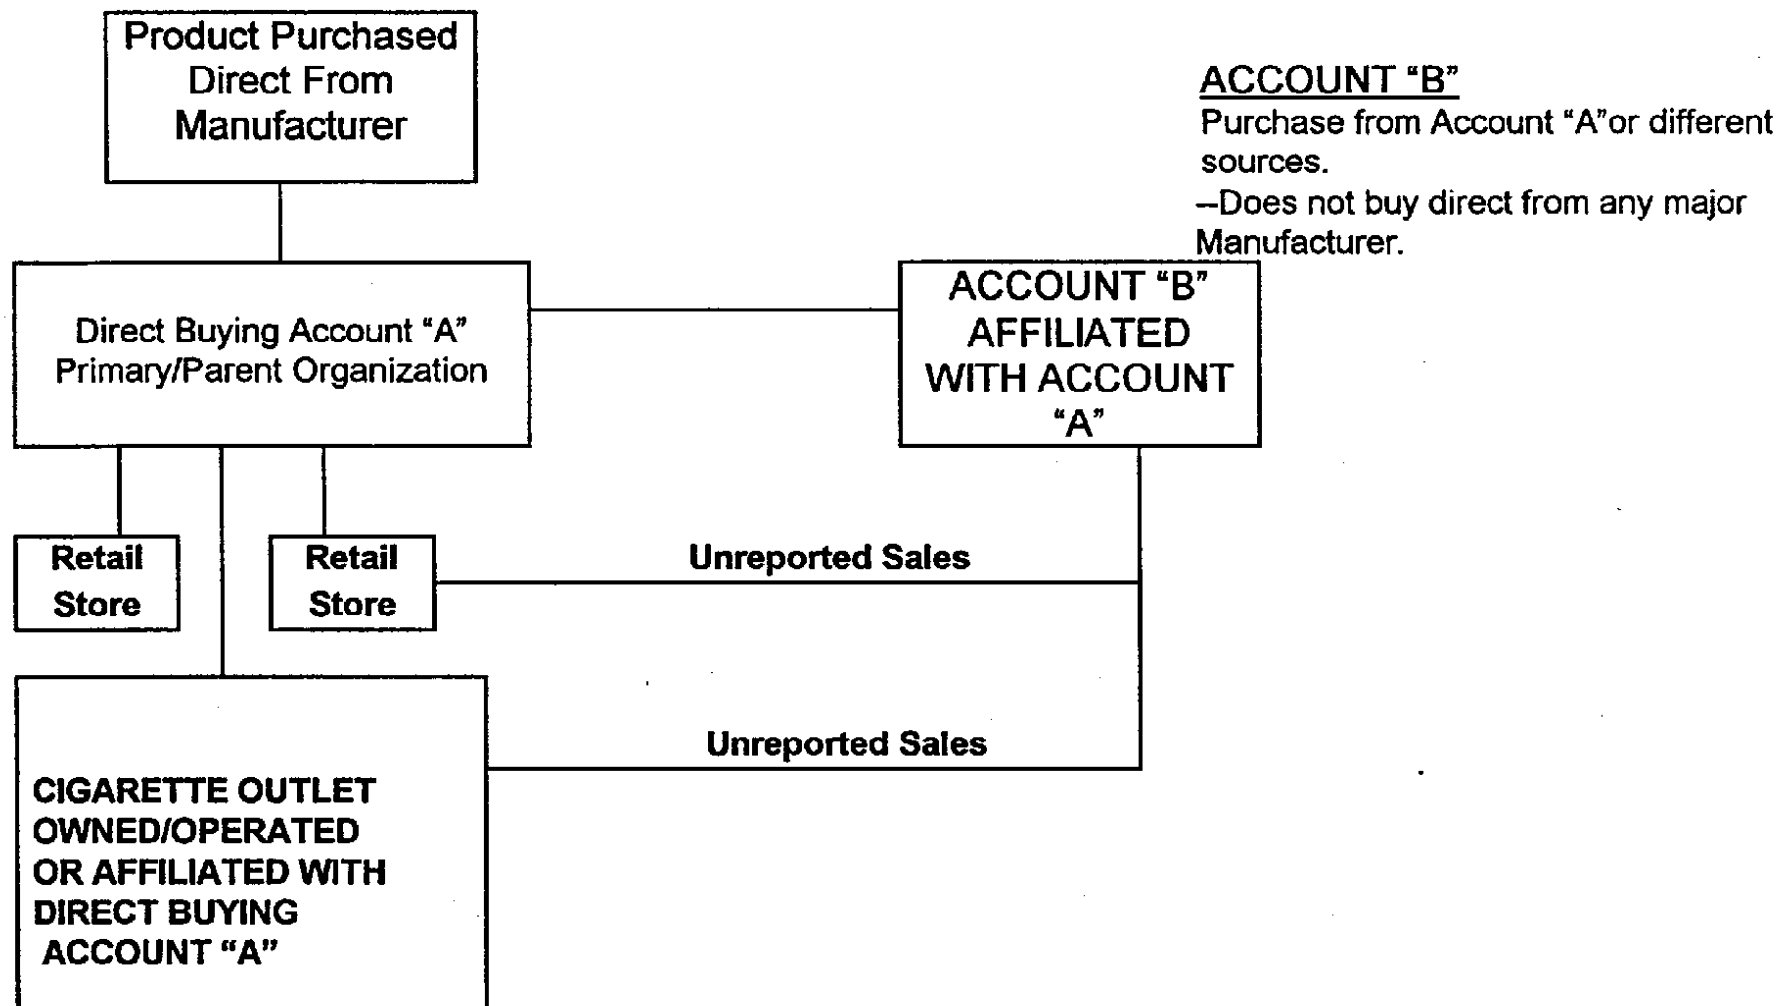 Product Purchased
Direct From
Manufacturer
ACCOUNT “B”
Purchase from Account “A”or different
sources.
–Does not buy direct from any major
Manufacturer.
Direct Buying Account “A”
Primary/Parent Organization
ACCOUNT “B”
AFFILIATED
WITH ACCOUNT
“A”
Retail
Store
Retail
Store
Unreported Sales
Unreported Sales
CIGARETTE OUTLET
OWNED/OPERATED
OR AFFILIATED WITH
DIRECT BUYING
ACCOUNT “A”